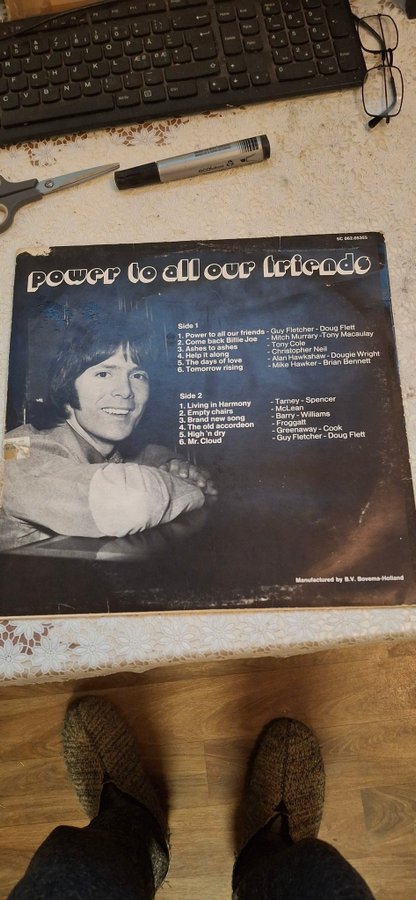 5C 062.05365
power to all our friends
Side 1
1. Power to all our friends - Guy Fletcher - Doug Flett
2. Come back Billie Joe - Mitch Murrary -Tony Macaulay
3. Ashes to ashes - Tony Cole
4. Help it along - Christopher Neil
5. The days of love - Alan Hawkshaw - Dougie Wright
6. Tomorrow rising - Mike Hawker - Brian Bennett
Side 2
1. Living in Harmony - Tarney - Spencer
2. Empty chairs - McLean
3. Brand new song - Barry - Williams
4. The old accordeon - Froggatt
5. High 'n dry - Greenaway - Cook
6. Mr. Cloud - Guy Fletcher - Doug Flett
Manufactured by B.V. Bovema-Holland